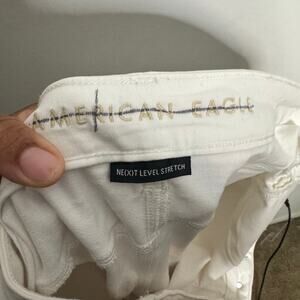 AMERICAN EAGL
NE(X)T LEVEL STRETCH